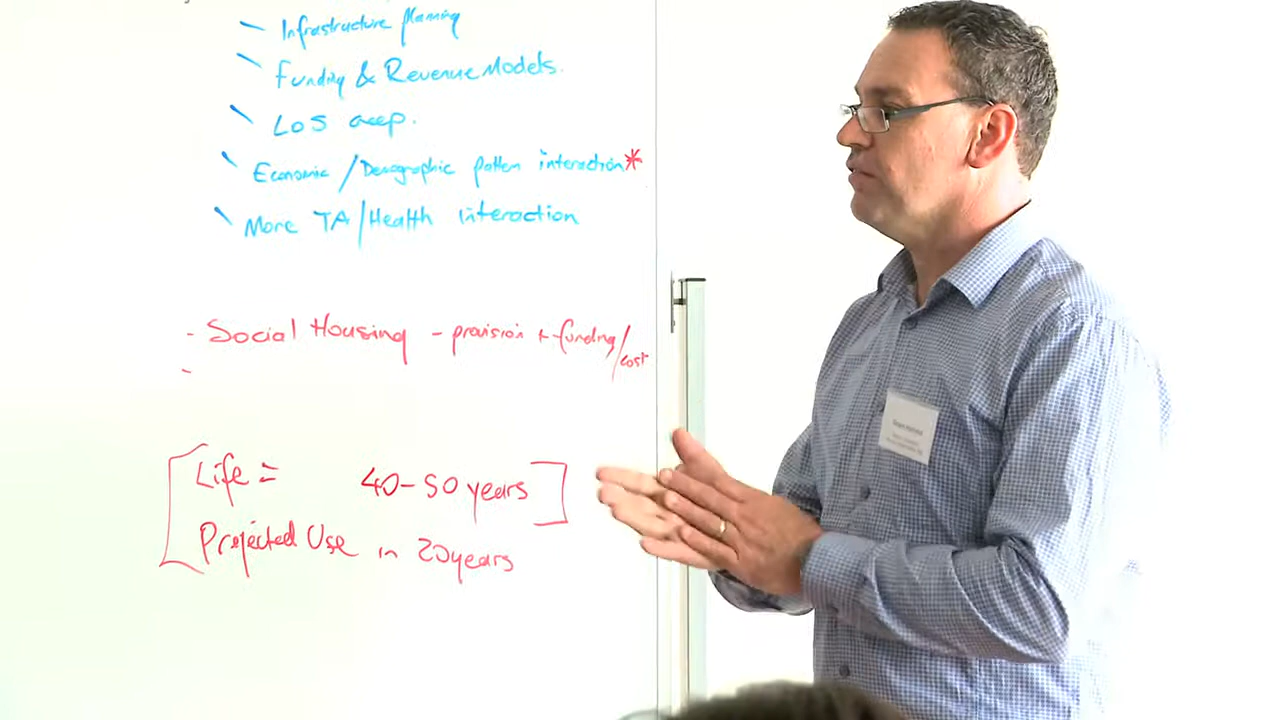 Infrastructure planning
Funding & Revenue Models.
LoS accep.
Economic / Demographic pattern interaction*
More TA/Health interaction
- Social Housing - provision + funding/cost
Life = 40-50 years
Projected Use in 20years